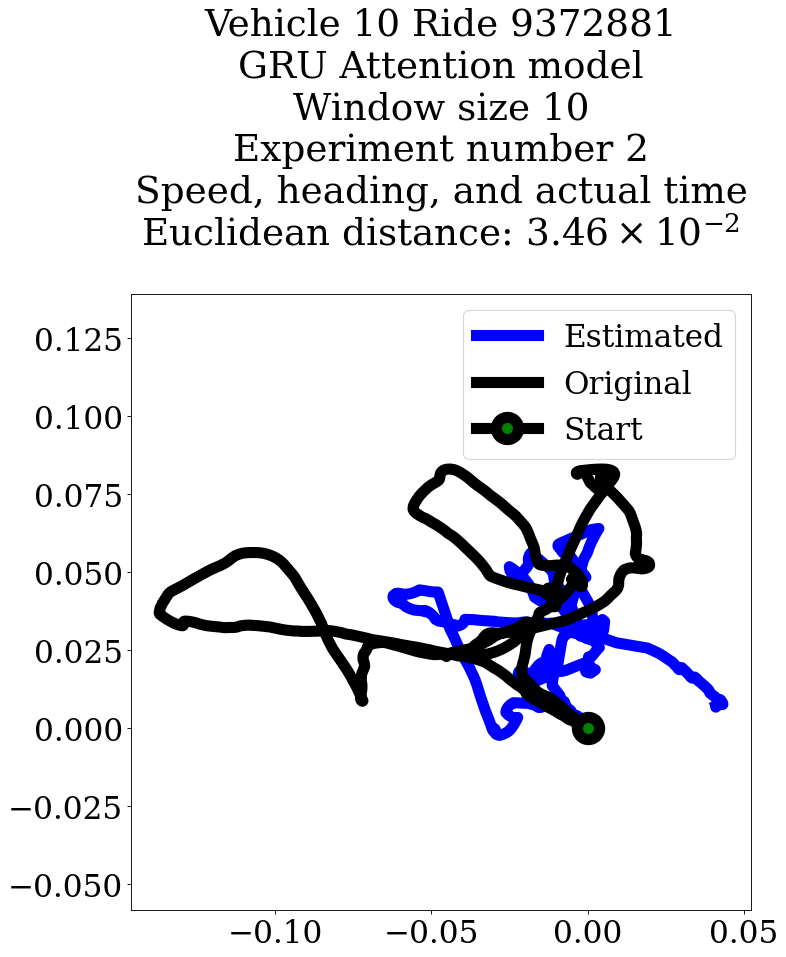 Vehicle 10 Ride 9372881
GRU Attention model
Window size 10
Experiment number 2
Speed, heading, and actual time
Euclidean distance: 3.46 × 10⁻²
Estimated
Original
Start
0.125
0.100
0.075
0.050
0.025
0.000
−0.025
−0.050
−0.10
−0.05
0.00
0.05